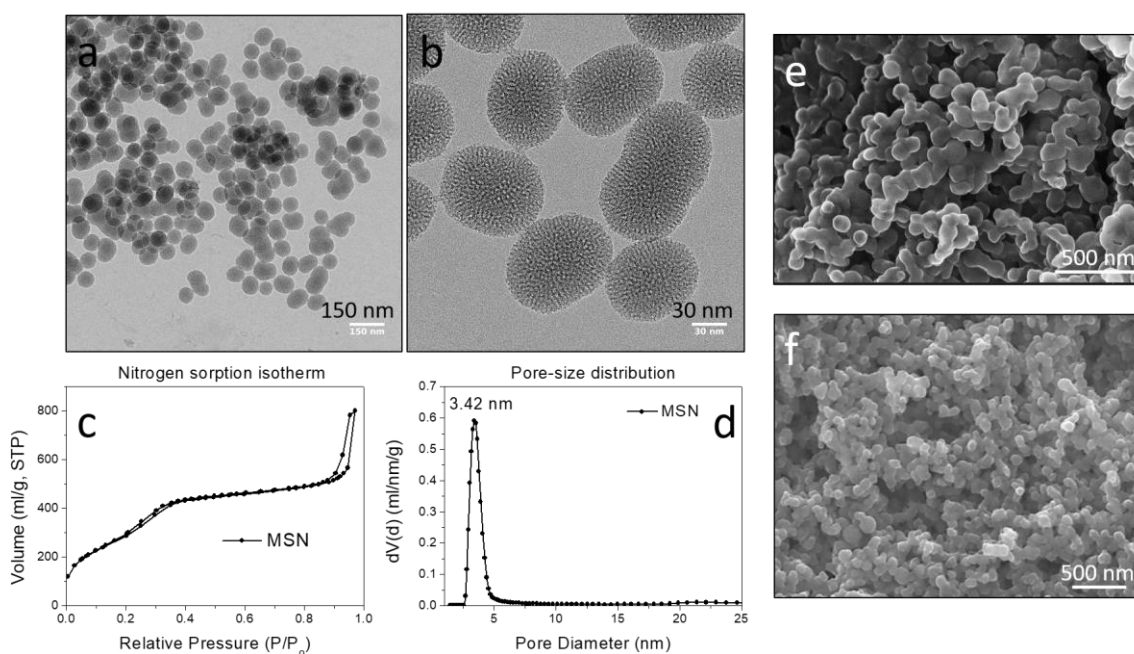 a
150 nm
150 nm
b
30 nm
30 nm
e
500 nm
f
500 nm
Nitrogen sorption isotherm
c
800
600
400
200
0
0.0 0.2 0.4 0.6 0.8 1.0
Volume (ml/g, STP)
MSN
Relative Pressure (P/P₀)
Pore-size distribution
3.42 nm
MSN
d
0.7
0.6
0.5
0.4
0.3
0.2
0.1
0.0
5 10 15 20 25
dV(d) (ml/nm/g)
Pore Diameter (nm)